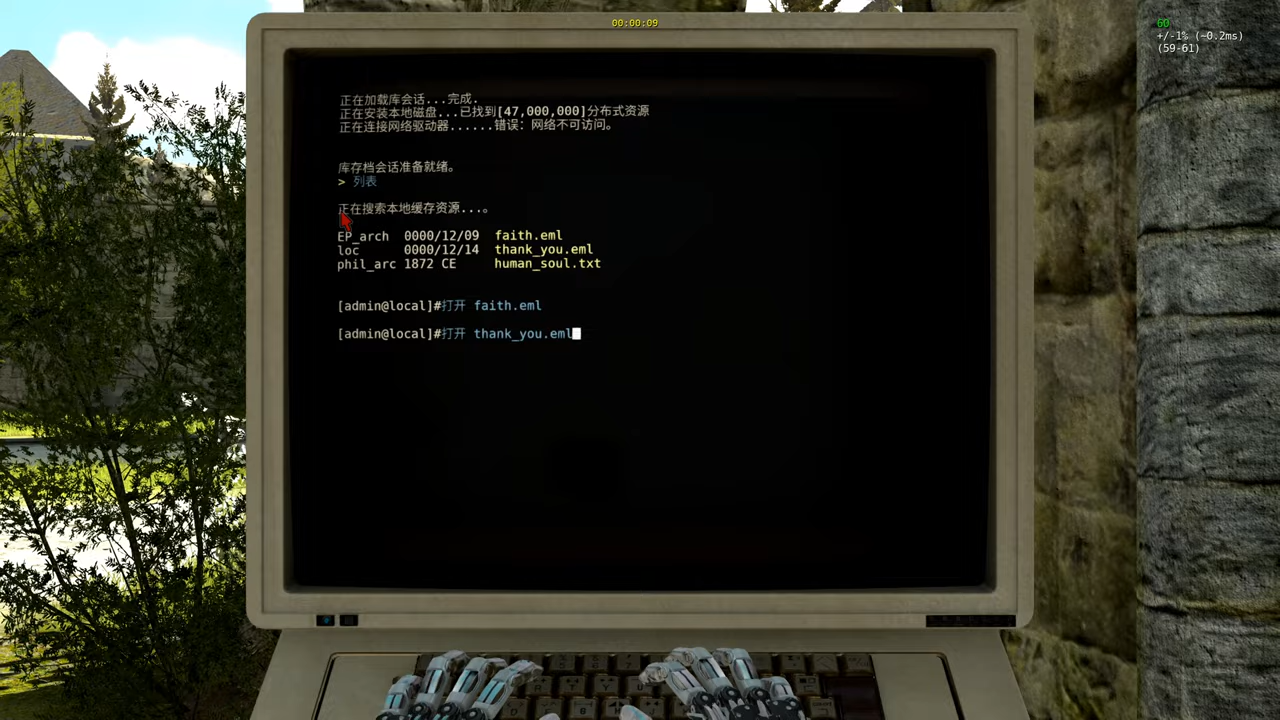 00:00:09
60
+/-1% (~0.2ms)
(59-61)
正在加载库会话...完成.
正在安装本地磁盘...已找到[47,000,000]分布式资源
正在连接网络驱动器......错误: 网络不可访问。
库存档会话准备就绪。
> 列表
正在搜索本地缓存资源...。
EP_arch 0000/12/09 faith.eml
loc 0000/12/14 thank_you.eml
phil_arc 1872 CE human_soul.txt
[admin@local]#打开 faith.eml
[admin@local]#打开 thank_you.eml